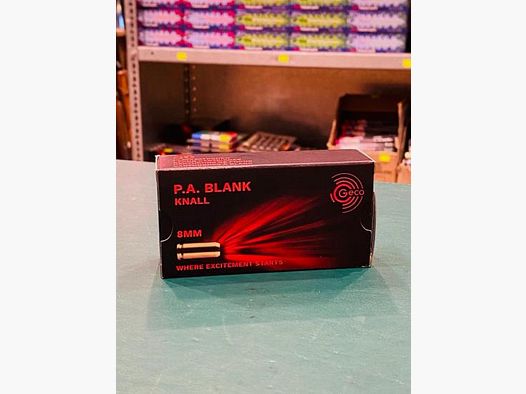 P.A. BLANK
KNALL
Geco
8MM
WHERE EXCITEMENT STARTS